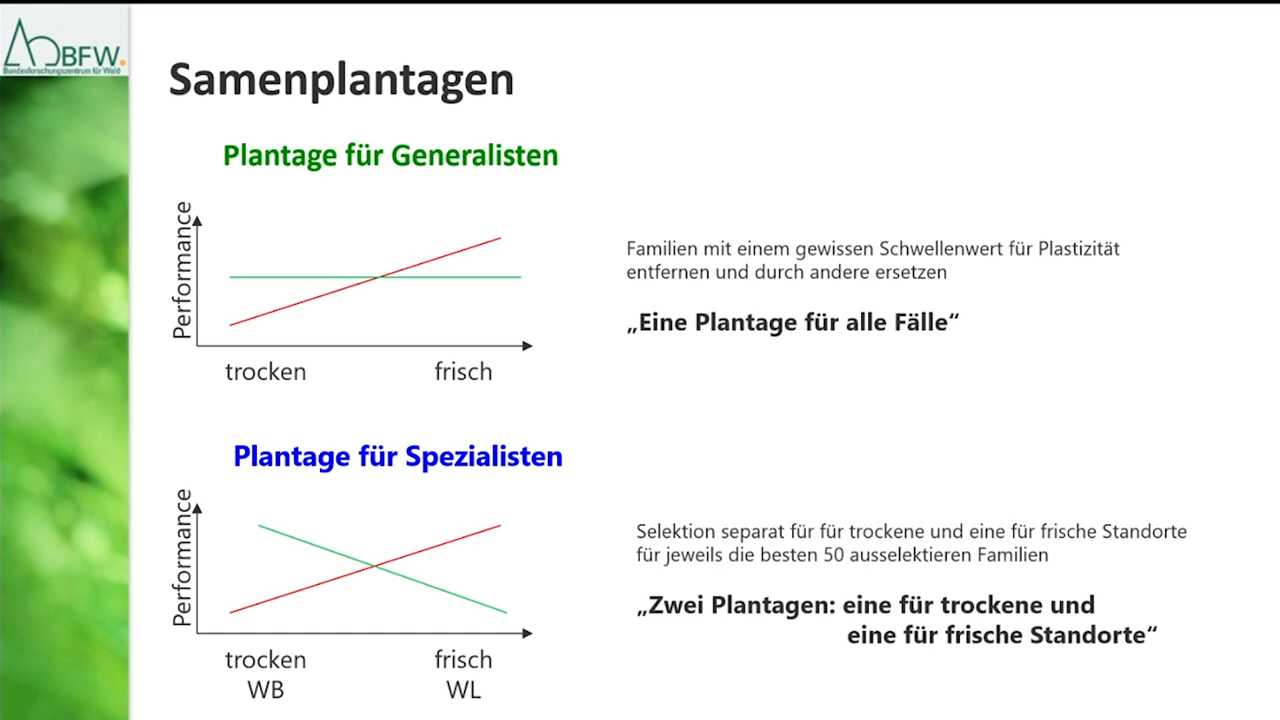 BFW.
Bundesforschungszentrum für Wald
Samenplantagen
Plantage für Generalisten
Performance
trocken frisch
Familien mit einem gewissen Schwellenwert für Plastizität
entfernen und durch andere ersetzen
„Eine Plantage für alle Fälle“
Plantage für Spezialisten
Performance
trocken frisch
WB WL
Selektion separat für für trockene und eine für frische Standorte
für jeweils die besten 50 ausselektieren Familien
„Zwei Plantagen: eine für trockene und
eine für frische Standorte“